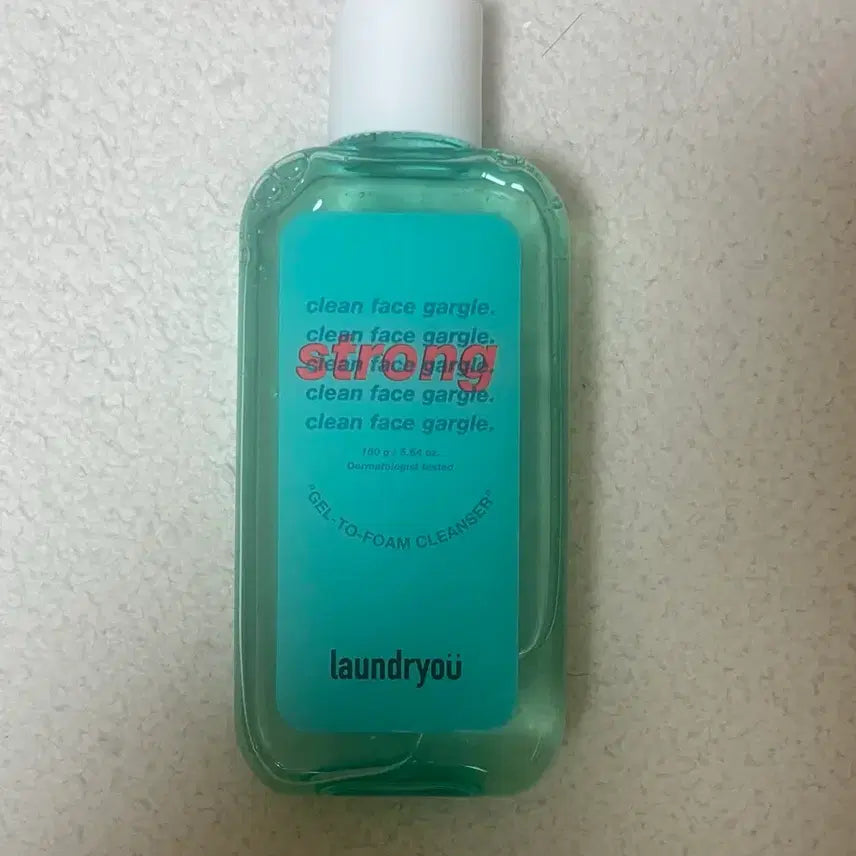 clean face gargle.
clean face gargle.
strong
clean face gargle.
clean face gargle.
clean face gargle.
160 g / 5.64 oz.
Dermatologist tested
"GEL-TO-FOAM CLEANSER"
laundryoü